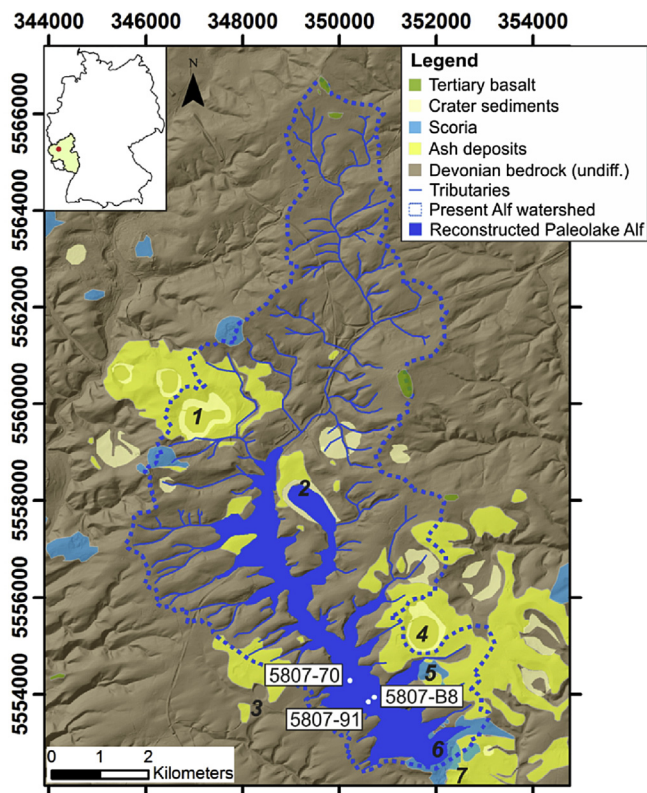 344000 346000 348000 350000 352000 354000
N
Legend
Tertiary basalt
Crater sediments
Scoria
Ash deposits
Devonian bedrock (undiff.)
Tributaries
Present Alf watershed
Reconstructed Paleolake Alf
5566000
5564000
5562000
5560000
5558000
5556000
5554000
1
2
4
5807-70
5
5807-B8
3
5807-91
6
7
0 1 2
Kilometers